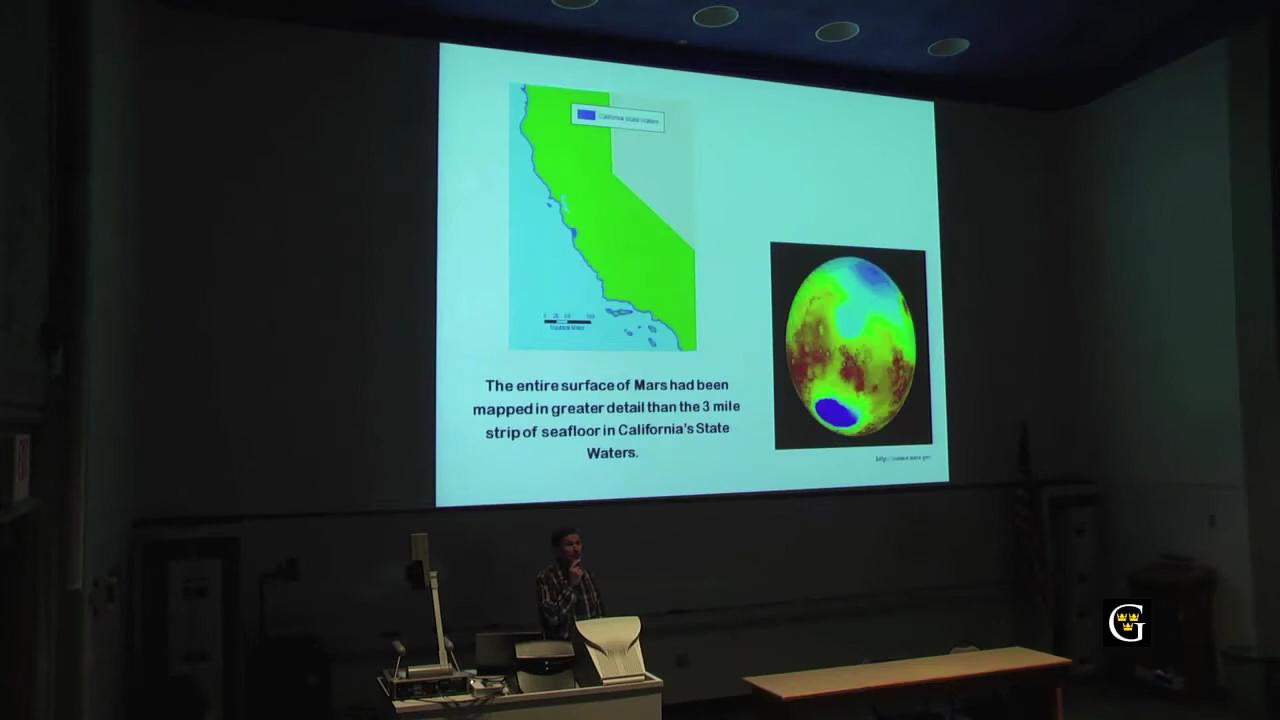 California State Waters
The entire surface of Mars had been
mapped in greater detail than the 3 mile
strip of seafloor in California's State
Waters.
G